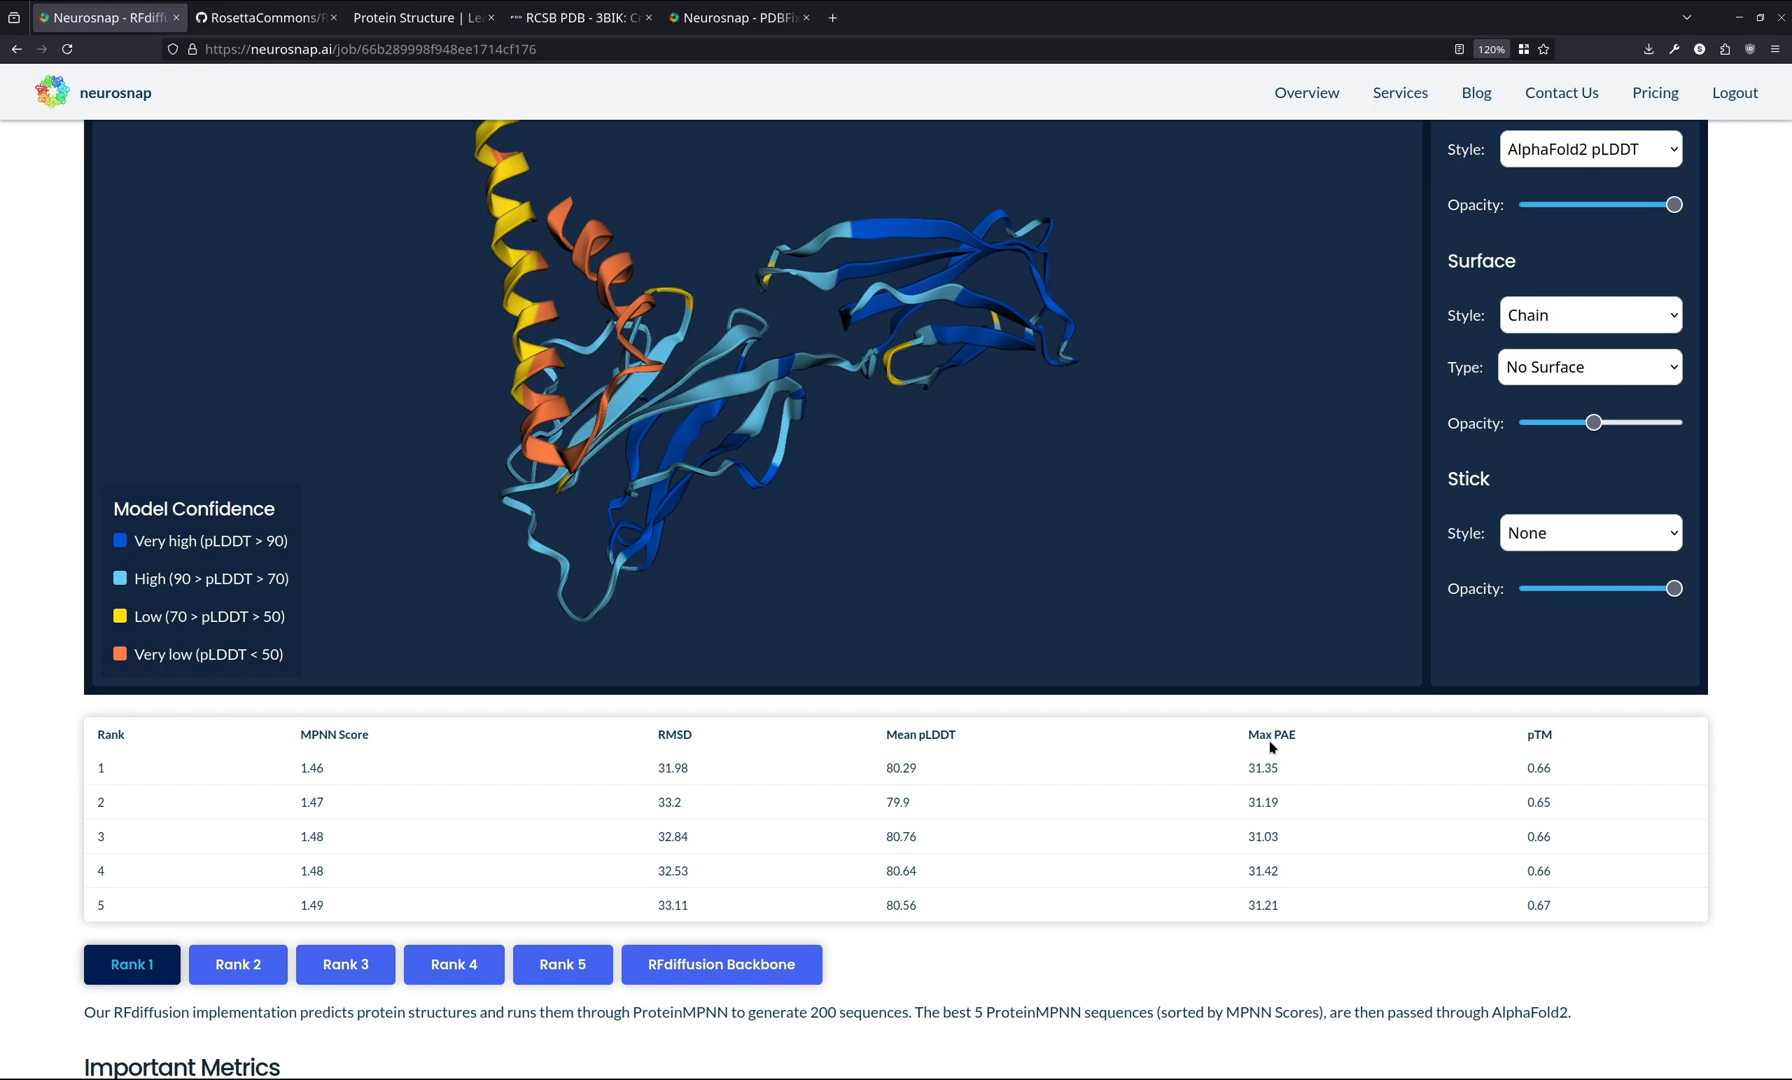 Neurosnap - RFdiffu
RosettaCommons/R
Protein Structure | Le
RCSB PDB - 3BIK: Cr
Neurosnap - PDBFix
https://neurosnap.ai/job/66b289998f948ee1714cf176
120%
neurosnap
Overview
Services
Blog
Contact Us
Pricing
Logout
Style:
AlphaFold2 pLDDT
Opacity:
Surface
Style:
Chain
Type:
No Surface
Opacity:
Stick
Style:
None
Opacity:
Model Confidence
Very high (pLDDT > 90)
High (90 > pLDDT > 70)
Low (70 > pLDDT > 50)
Very low (pLDDT < 50)
Rank MPNN Score RMSD Mean pLDDT Max PAE pTM
1 1.46 31.98 80.29 31.35 0.66
2 1.47 33.2 79.9 31.19 0.65
3 1.48 32.84 80.76 31.03 0.66
4 1.48 32.53 80.64 31.42 0.66
5 1.49 33.11 80.56 31.21 0.67
Rank 1
Rank 2
Rank 3
Rank 4
Rank 5
RFdiffusion Backbone
Our RFdiffusion implementation predicts protein structures and runs them through ProteinMPNN to generate 200 sequences. The best 5 ProteinMPNN sequences (sorted by MPNN Scores), are then passed through AlphaFold2.
Important Metrics